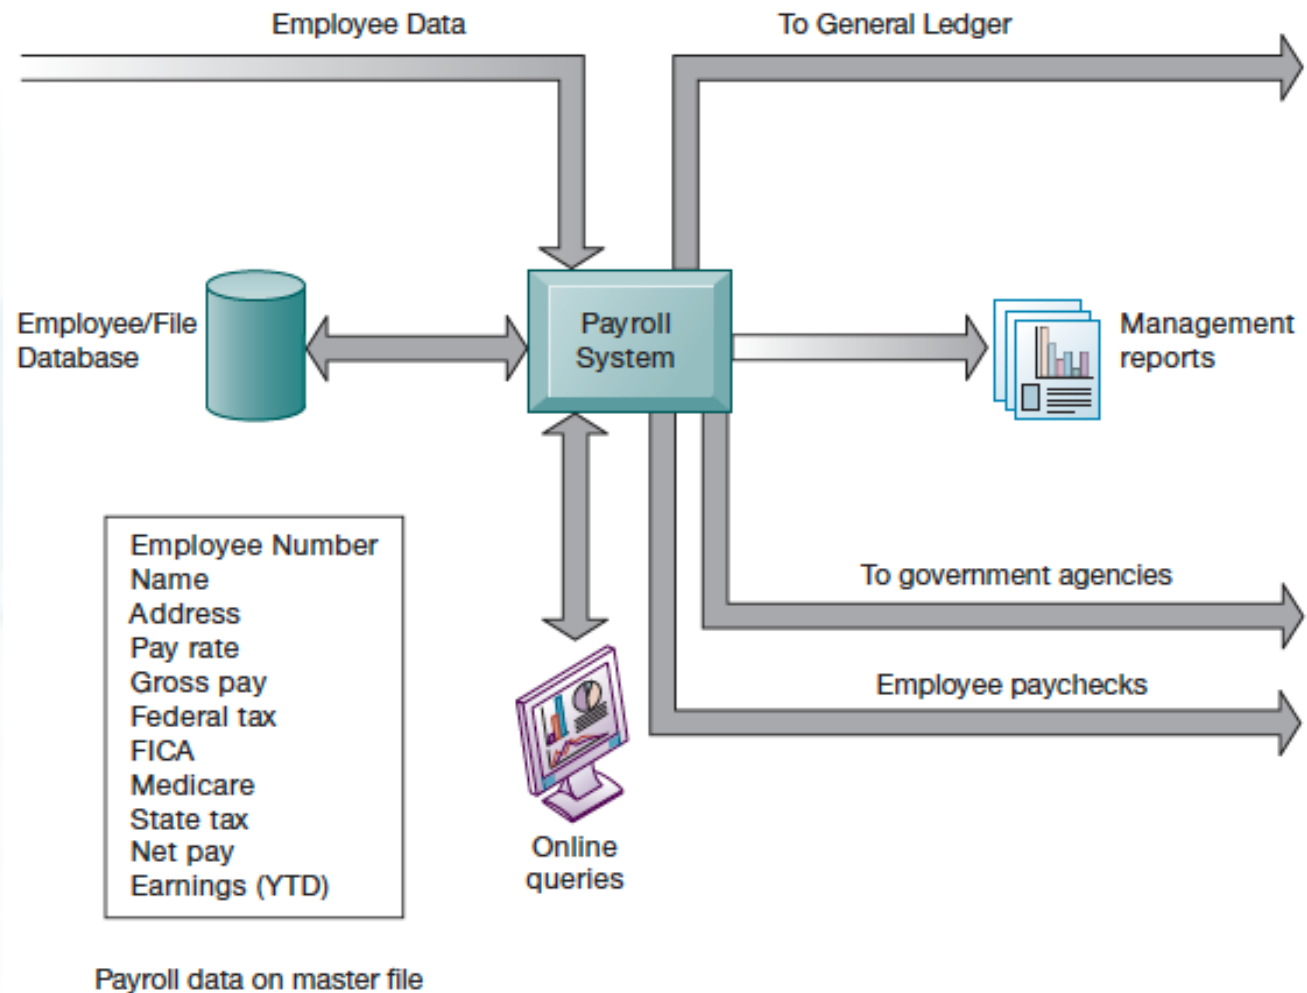 Employee Data
To General Ledger
Employee/File
Database
Payroll
System
Management
reports
Employee Number
Name
Address
Pay rate
Gross pay
Federal tax
FICA
Medicare
State tax
Net pay
Earnings (YTD)
To government agencies
Employee paychecks
Online
queries
Payroll data on master file